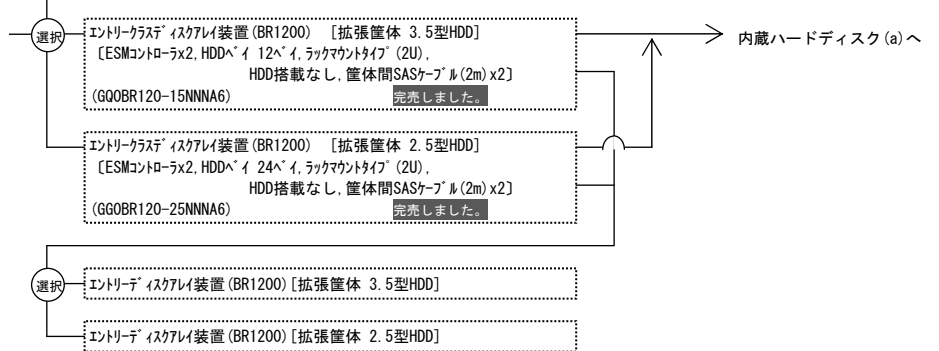 選択
ｴﾝﾄﾘｰｸﾗｽﾃﾞｨｽｸｱﾚｲ装置(BR1200) [拡張筐体 3.5型HDD]
〔ESMｺﾝﾄﾛｰﾗx2,HDDﾍﾞｲ 12ﾍﾞｲ,ﾗｯｸﾏｳﾝﾄﾀｲﾌﾟ(2U),
HDD搭載なし,筐体間SASｹｰﾌﾞﾙ(2m)x2〕
(GQOBR120-15NNNA6) 完売しました。
内蔵ハードディスク(a)へ
ｴﾝﾄﾘｰｸﾗｽﾃﾞｨｽｸｱﾚｲ装置(BR1200) [拡張筐体 2.5型HDD]
〔ESMｺﾝﾄﾛｰﾗx2,HDDﾍﾞｲ 24ﾍﾞｲ,ﾗｯｸﾏｳﾝﾄﾀｲﾌﾟ(2U),
HDD搭載なし,筐体間SASｹｰﾌﾞﾙ(2m)x2〕
(GGOBR120-25NNNA6) 完売しました。
選択
ｴﾝﾄﾘｰﾃﾞｨｽｸｱﾚｲ装置(BR1200)[拡張筐体 3.5型HDD]
ｴﾝﾄﾘｰﾃﾞｨｽｸｱﾚｲ装置(BR1200)[拡張筐体 2.5型HDD]